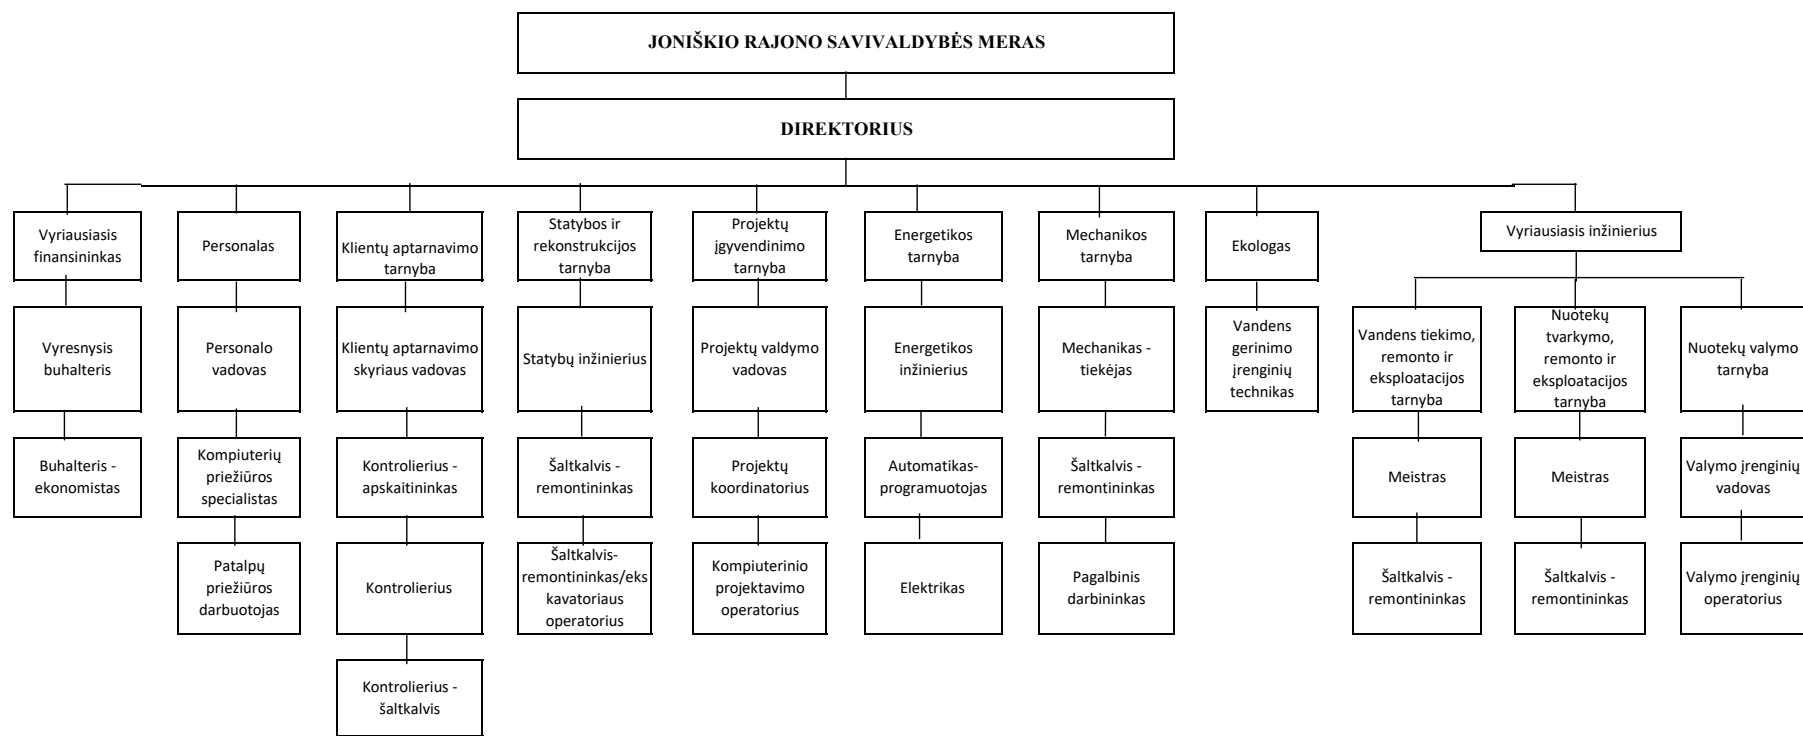 JONIŠKIO RAJONO SAVIVALDYBĖS MERAS
DIREKTORIUS
Vyriausiasis
finansininkas
Personalas
Klientų aptarnavimo
tarnyba
Statybos ir
rekonstrukcijos
tarnyba
Projektų
įgyvendinimo
tarnyba
Energetikos
tarnyba
Mechanikos
tarnyba
Ekologas
Vyriausiasis inžinierius
Vyresnysis
buhalteris
Personalo
vadovas
Klientų aptarnavimo
skyriaus vadovas
Statybų inžinierius
Projektų valdymo
vadovas
Energetikos
inžinierius
Mechanikas -
tiekėjas
Vandens
gerinimo
įrenginių
technikas
Vandens tiekimo,
remonto ir
eksploatacijos
tarnyba
Nuotekų
tvarkymo,
remonto ir
eksploatacijos
tarnyba
Nuotekų valymo
tarnyba
Buhalteris -
ekonomistas
Kompiuterių
priežiūros
specialistas
Kontrolierius -
apskaitininkas
Šaltkalvis -
remontininkas
Projektų
koordinatorius
Automatikas-
programuotojas
Šaltkalvis -
remontininkas
Meistras
Meistras
Valymo įrenginių
vadovas
Patalpų
priežiūros
darbuotojas
Kontrolierius
Šaltkalvis-
remontininkas/eks
kavatoriaus
operatorius
Kompiuterinio
projektavimo
operatorius
Elektrikas
Pagalbinis
darbininkas
Šaltkalvis -
remontininkas
Šaltkalvis -
remontininkas
Valymo įrenginių
operatorius
Kontrolierius -
šaltkalvis